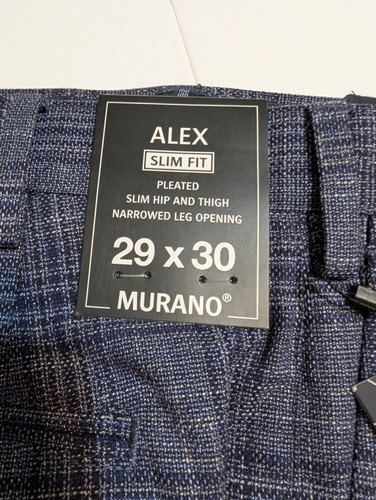 ALEX
SLIM FIT
PLEATED
SLIM HIP AND THIGH
NARROWED LEG OPENING
29 x 30
MURANO®